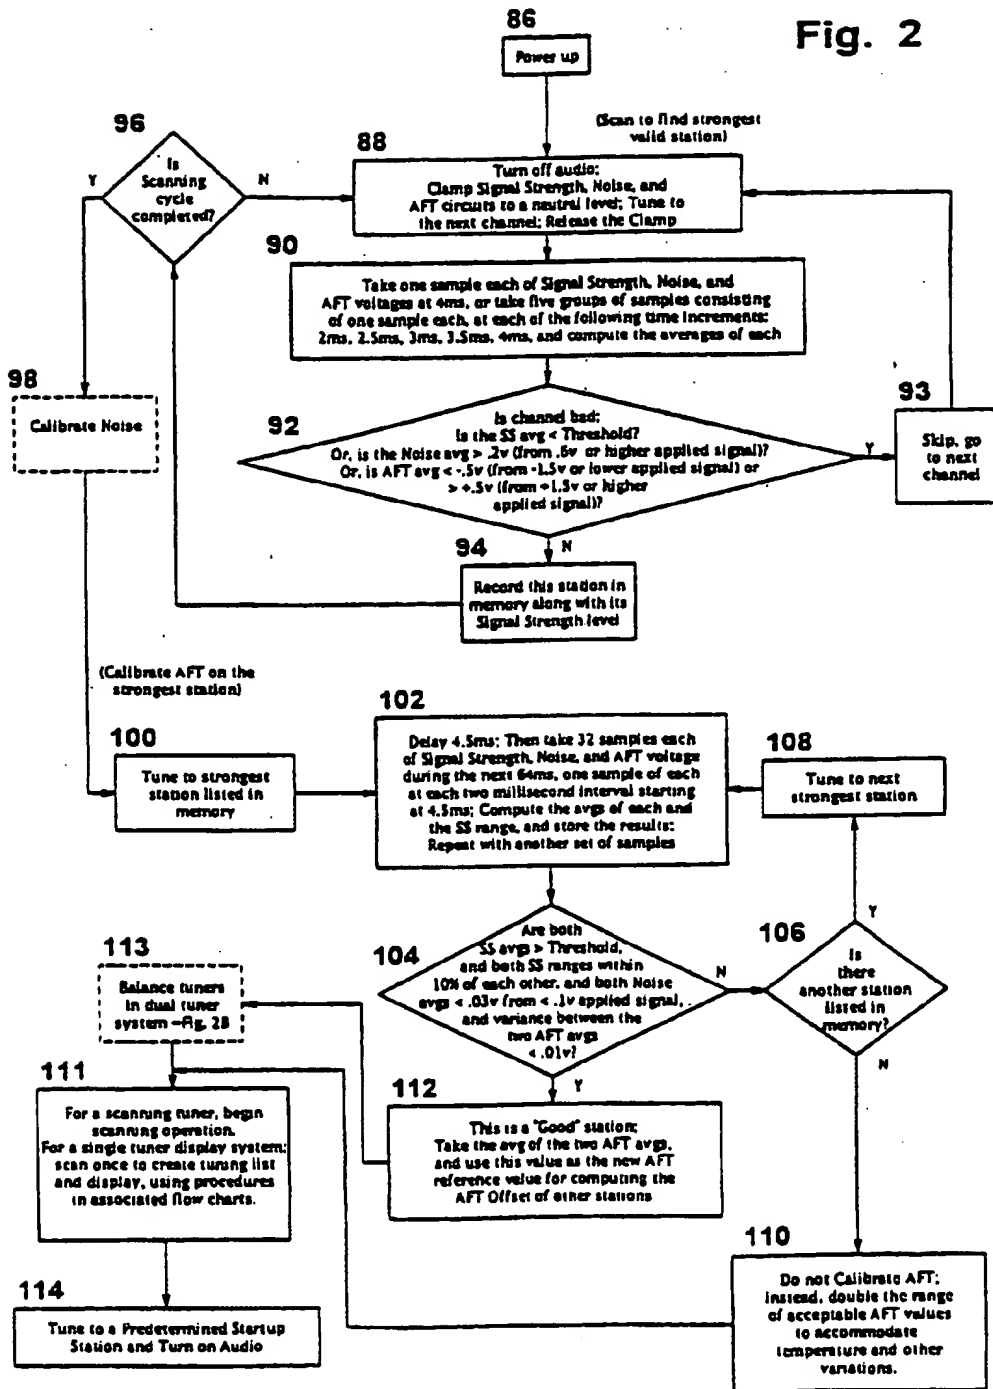 Fig. 2
86
Power up
(Scan to find strongest
valid station)
96
Is
Scanning
cycle
completed?
Y
N
88
Turn off audio;
Clamp Signal Strength, Noise, and
AFT circuits to a neutral level; Tune to
the next channel; Release the Clamp
90
Take one sample each of Signal Strength, Noise, and
AFT voltages at 4ms, or take five groups of samples consisting
of one sample each, at each of the following time increments:
2ms, 2.5ms, 3ms, 3.5ms, 4ms, and compute the averages of each
98
Calibrate Noise
92
Is channel bad;
Is the SS avg < Threshold?
Or, is the Noise avg > .2v (from .6v or higher applied signal)?
Or, is AFT avg < -.5v (from -1.5v or lower applied signal) or
> +.5v (from +1.5v or higher
applied signal)?
Y
N
93
Skip, go
to next
channel
94
Record this station in
memory along with its
Signal Strength level
(Calibrate AFT on the
strongest station)
100
Tune to strongest
station listed in
memory
102
Delay 4.5ms; Then take 32 samples each
of Signal Strength, Noise, and AFT voltage
during the next 64ms, one sample of each
at each two millisecond interval starting
at 4.5ms; Compute the avgs of each and
the SS range, and store the results;
Repeat with another set of samples
108
Tune to next
strongest station
104
Are both
SS avgs > Threshold,
and both SS ranges within
10% of each other, and both Noise
avgs < .03v from < .1v applied signal,
and variance between the
two AFT avgs
< .01v?
N
Y
106
Is
there
another station
listed in
memory?
Y
N
113
Balance tuners
in dual tuner
system -Fig. 2B
111
For a scanning tuner, begin
scanning operation.
For a single tuner display system:
scan once to create tuning list
and display, using procedures
in associated flow charts.
112
This is a "Good" station;
Take the avg of the two AFT avgs,
and use this value as the new AFT
reference value for computing the
AFT Offset of other stations
110
Do not Calibrate AFT;
instead, double the range
of acceptable AFT values
to accommodate
temperature and other
variations.
114
Tune to a Predetermined Startup
Station and Turn on Audio